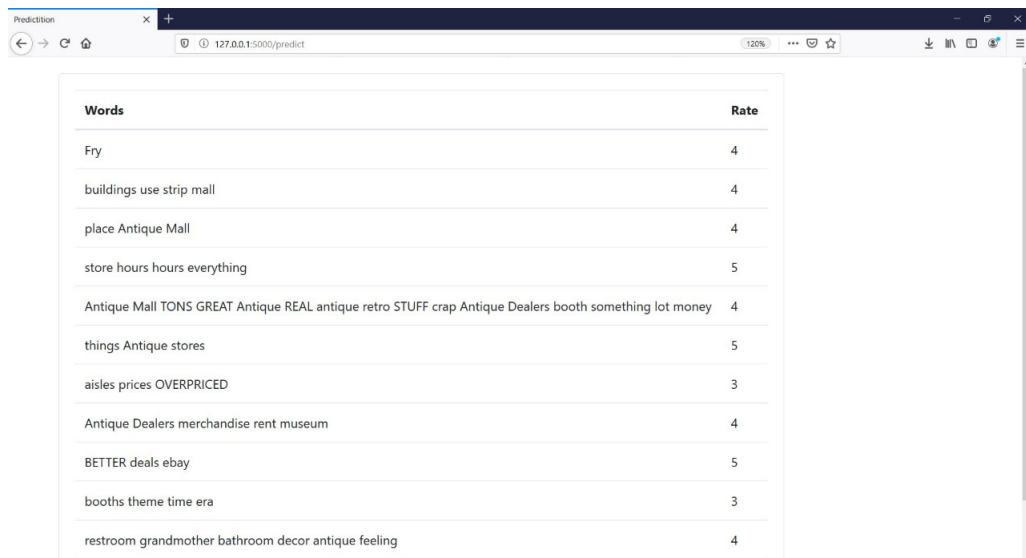 Predictition
127.0.0.1:5000/predict 120%
Words Rate
Fry 4
buildings use strip mall 4
place Antique Mall 4
store hours hours everything 5
Antique Mall TONS GREAT Antique REAL antique retro STUFF crap Antique Dealers booth something lot money 4
things Antique stores 5
aisles prices OVERPRICED 3
Antique Dealers merchandise rent museum 4
BETTER deals ebay 5
booths theme time era 3
restroom grandmother bathroom decor antique feeling 4